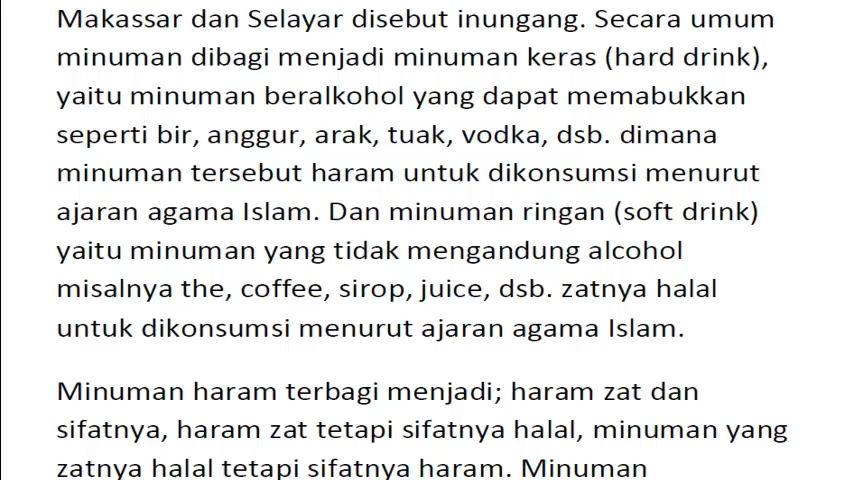 Makassar dan Selayar disebut inungang. Secara umum
minuman dibagi menjadi minuman keras (hard drink),
yaitu minuman beralkohol yang dapat memabukkan
seperti bir, anggur, arak, tuak, vodka, dsb. dimana
minuman tersebut haram untuk dikonsumsi menurut
ajaran agama Islam. Dan minuman ringan (soft drink)
yaitu minuman yang tidak mengandung alcohol
misalnya the, coffee, sirop, juice, dsb. zatnya halal
untuk dikonsumsi menurut ajaran agama Islam.
Minuman haram terbagi menjadi; haram zat dan
sifatnya, haram zat tetapi sifatnya halal, minuman yang
zatnya halal tetapi sifatnya haram. Minuman